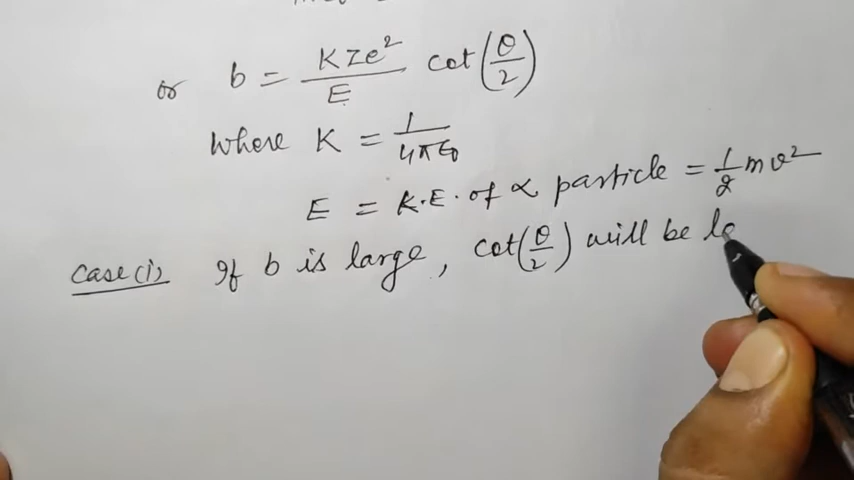 or b = KZe²/E cot(θ/2)
where K = 1/4πε₀
E = K.E. of α particle = 1/2 mv²
Case(i) If b is large, cot(θ/2) will be la